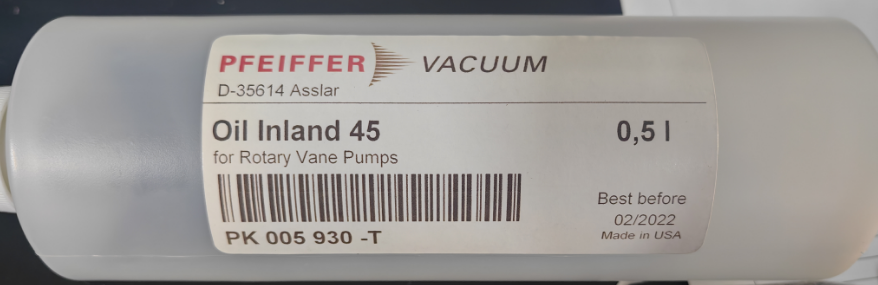 PFEIFFER VACUUM
D-35614 Asslar
Oil Inland 45 0,5 l
for Rotary Vane Pumps
Best before
02/2022
PK 005 930 -T
Made in USA